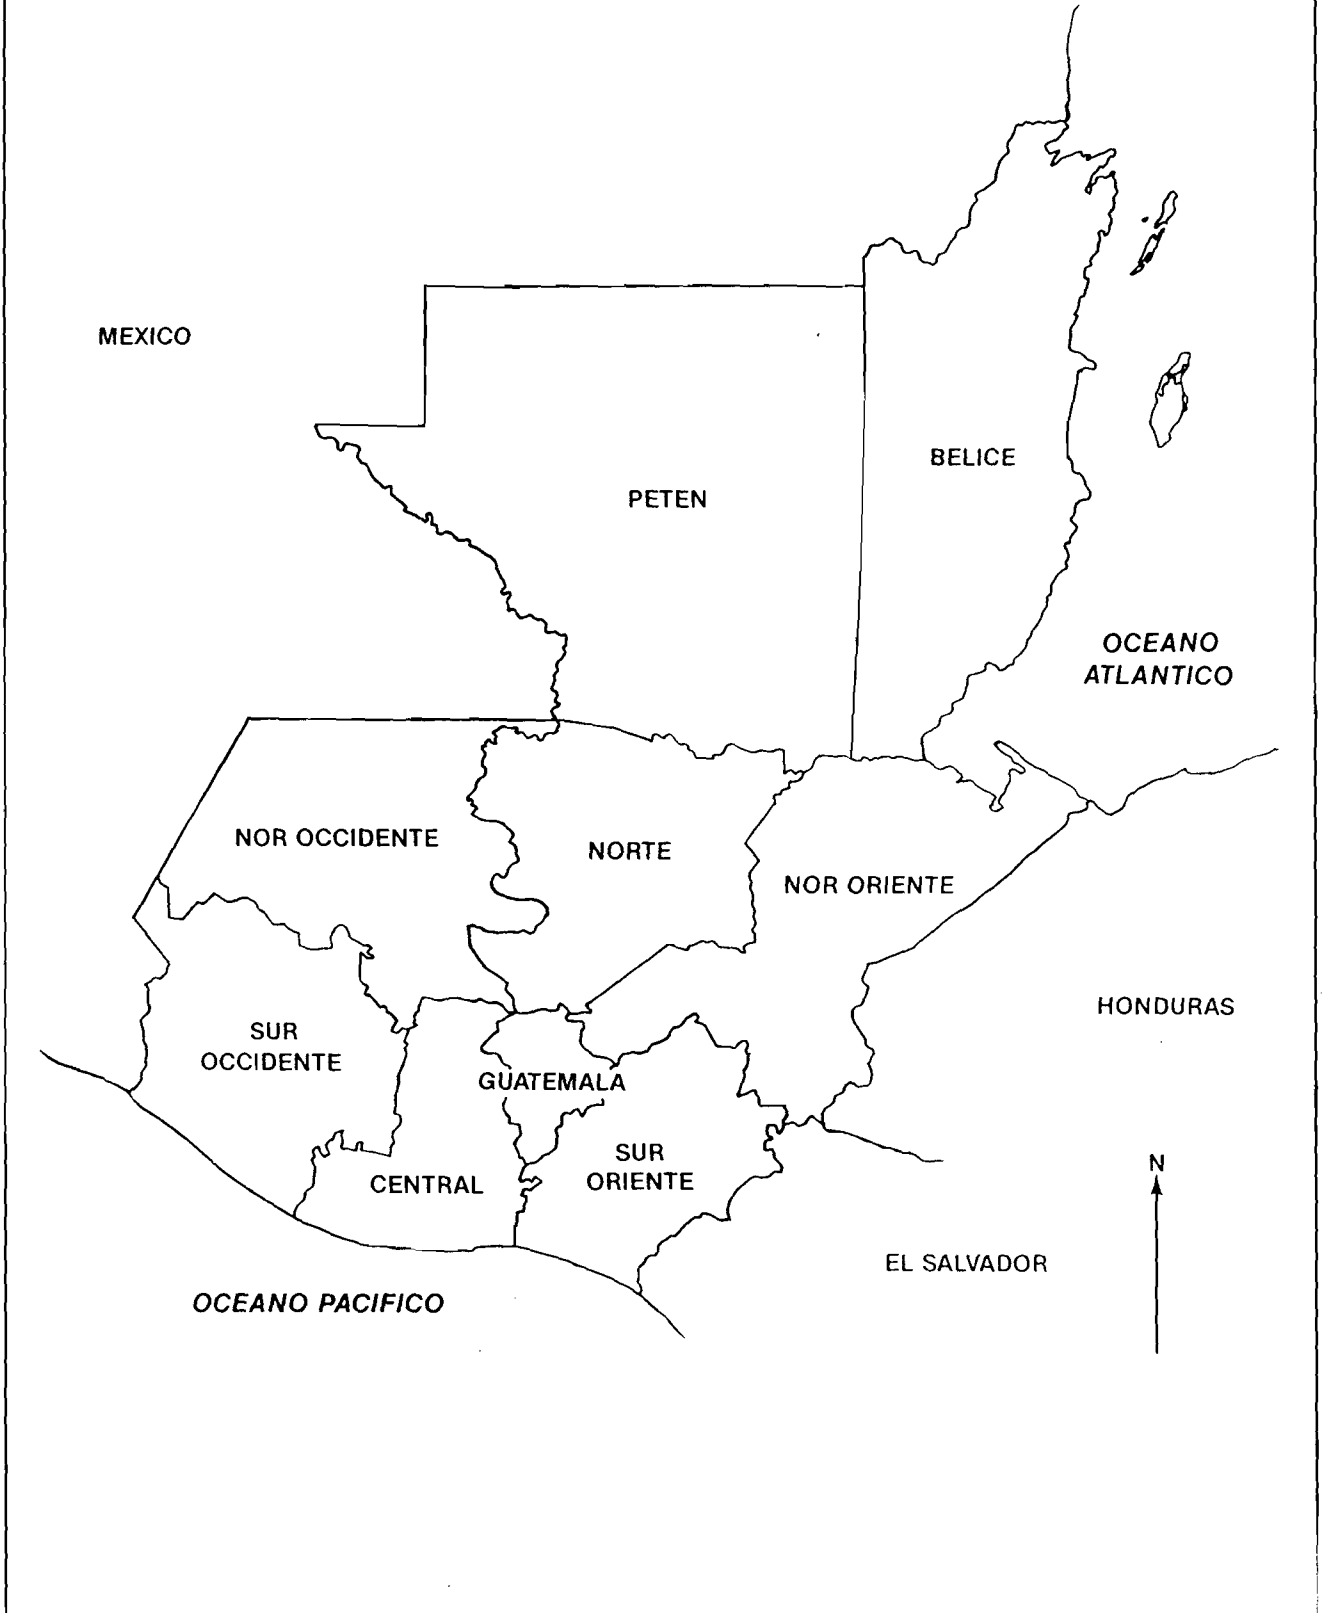 MEXICO
BELICE
PETEN
OCEANO
ATLANTICO
NOR OCCIDENTE
NORTE
NOR ORIENTE
HONDURAS
SUR
OCCIDENTE
GUATEMALA
SUR
ORIENTE
CENTRAL
N
EL SALVADOR
OCEANO PACIFICO